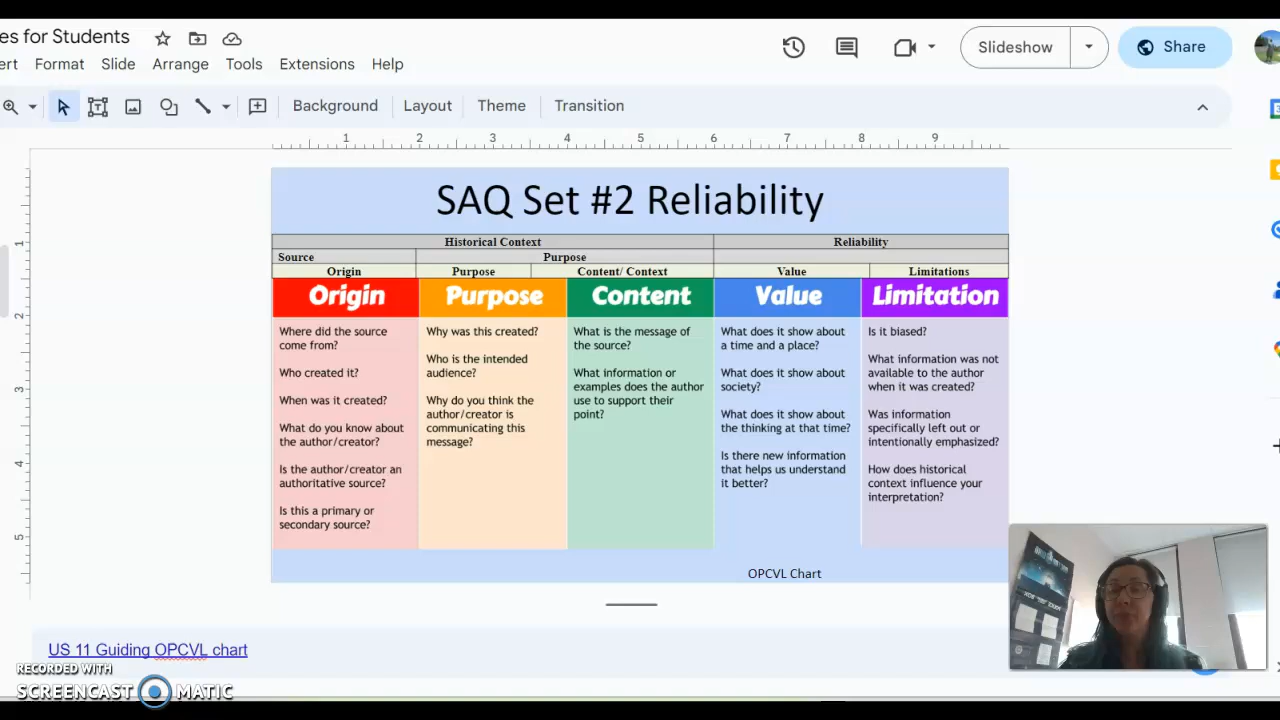 es for Students
ert Format Slide Arrange Tools Extensions Help
Slideshow
Share
Background Layout Theme Transition
1 2 3 4 5 6 7 8 9
1
2
3
4
5
SAQ Set #2 Reliability
Historical Context Reliability
Source Purpose
Origin Purpose Content/ Context Value Limitations
Origin Purpose Content Value Limitation
Where did the source
come from?
Who created it?
When was it created?
What do you know about
the author/creator?
Is the author/creator an
authoritative source?
Is this a primary or
secondary source?
Why was this created?
Who is the intended
audience?
Why do you think the
author/creator is
communicating this
message?
What is the message of
the source?
What information or
examples does the author
use to support their
point?
What does it show about
a time and a place?
What does it show about
society?
What does it show about
the thinking at that time?
Is there new information
that helps us understand
it better?
Is it biased?
What information was not
available to the author
when it was created?
Was information
specifically left out or
intentionally emphasized?
How does historical
context influence your
interpretation?
OPCVL Chart
US 11 Guiding OPCVL chart
RECORDED WITH
SCREENCAST MATIC